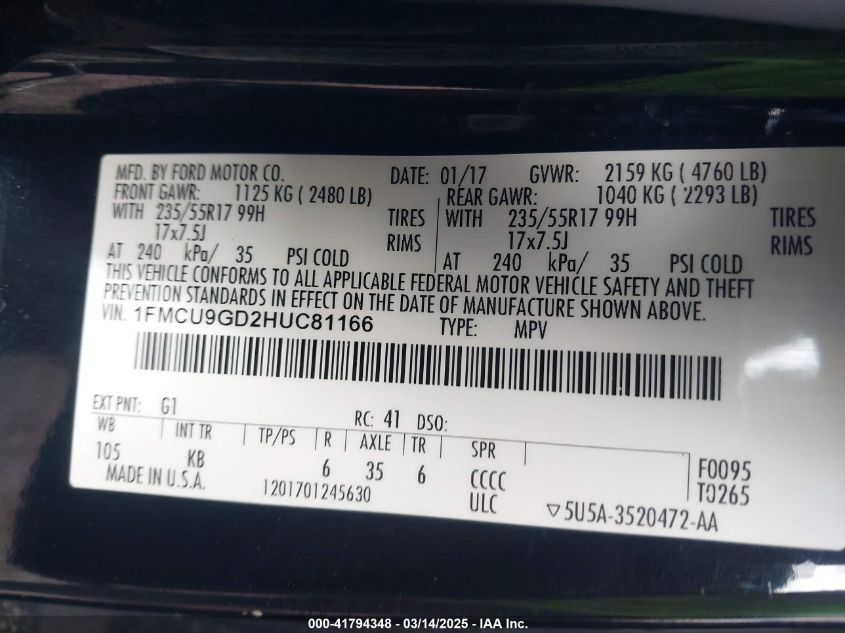 MFD. BY FORD MOTOR CO. DATE: 01/17 GVWR: 2159 KG ( 4760 LB)
FRONT GAWR: 1125 KG ( 2480 LB) REAR GAWR: 1040 KG ( 2293 LB)
WITH 235/55R17 99H TIRES WITH 235/55R17 99H TIRES
17x7.5J RIMS 17x7.5J RIMS
AT 240 kPa/ 35 PSI COLD AT 240 kPa/ 35 PSI COLD
THIS VEHICLE CONFORMS TO ALL APPLICABLE FEDERAL MOTOR VEHICLE SAFETY AND THEFT
PREVENTION STANDARDS IN EFFECT ON THE DATE OF MANUFACTURE SHOWN ABOVE.
VIN: 1FMCU9GD2HUC81166 TYPE: MPV
EXT PNT: G1 RC: 41 DSO:
WB INT TR TP/PS R AXLE TR SPR
105 KB 6 35 6 CCCC F0095
MADE IN U.S.A. 1201701245630 ULC T0265
▽5U5A-3520472-AA
000-41794348 - 03/14/2025 - IAA Inc.